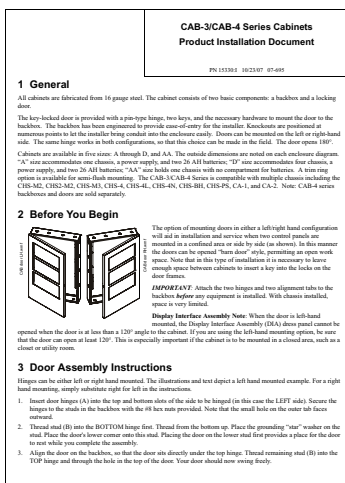 CAB-3/CAB-4 Series Cabinets
Product Installation Document
PN 15330:I 10/23/07 07-695
1 General
All cabinets are fabricated from 16 gauge steel. The cabinet consists of two basic components: a backbox and a locking
door.
The key-locked door is provided with a pin-type hinge, two keys, and the necessary hardware to mount the door to the
backbox. The backbox has been engineered to provide ease-of-entry for the installer. Knockouts are positioned at
numerous points to let the installer bring conduit into the enclosure easily. Doors can be mounted on the left or right-hand
side. The same hinge works in both configurations, so that this choice can be made in the field. The door opens 180°.
Cabinets are available in five sizes: A through D, and AA. The outside dimensions are noted on each enclosure diagram.
"A" size accommodates one chassis, a power supply, and two 26 AH batteries; "D" size accommodates four chassis, a
power supply, and two 26 AH batteries; "AA" size holds one chassis with no compartment for batteries. A trim ring
option is available for semi-flush mounting. The CAB-3/CAB-4 Series is compatible with multiple chassis including the
CHS-M2, CHS2-M2, CHS-M3, CHS-4, CHS-4L, CHS-4N, CHS-BH, CHS-PS, CA-1, and CA-2. Note: CAB-4 series
backboxes and doors are sold separately.
2 Before You Begin
The option of mounting doors in either a left/right hand configuration
will aid in installation and service when two control panels are
mounted in a confined area or side by side (as shown). In this manner
the doors can be opened "barn door" style, permitting an open work
space. Note that in this type of installation it is necessary to leave
enough space between cabinets to insert a key into the locks on the
door frames.
IMPORTANT: Attach the two hinges and two alignment tabs to the
backbox before any equipment is installed. With chassis installed,
space is very limited.
Display Interface Assembly Note: When the door is left-hand
mounted, the Display Interface Assembly (DIA) dress panel cannot be
opened when the door is at less than a 120° angle to the cabinet. If you are using the left-hand mounting option, be sure
that the door can open at least 120°. This is especially important if the cabinet is to be mounted in a closed area, such as a
closet or utility room.
3 Door Assembly Instructions
Hinges can be either left or right hand mounted. The illustrations and text depict a left hand mounted example. For a right
hand mounting, simply substitute right for left in the instructions.
1. Insert door hinges (A) into the top and bottom slots of the side to be hinged (in this case the LEFT side). Secure the
hinges to the studs in the backbox with the #8 hex nuts provided. Note that the small hole on the outer tab faces
outward.
2. Thread stud (B) into the BOTTOM hinge first. Thread from the bottom up. Place the grounding "star" washer on the
stud. Place the door's lower corner onto this stud. Placing the door on the lower stud first provides a place for the door
to rest while you complete the assembly.
3. Align the door on the backbox, so that the door sits directly under the top hinge. Thread remaining stud (B) into the
TOP hinge and through the hole in the top of the door. Your door should now swing freely.